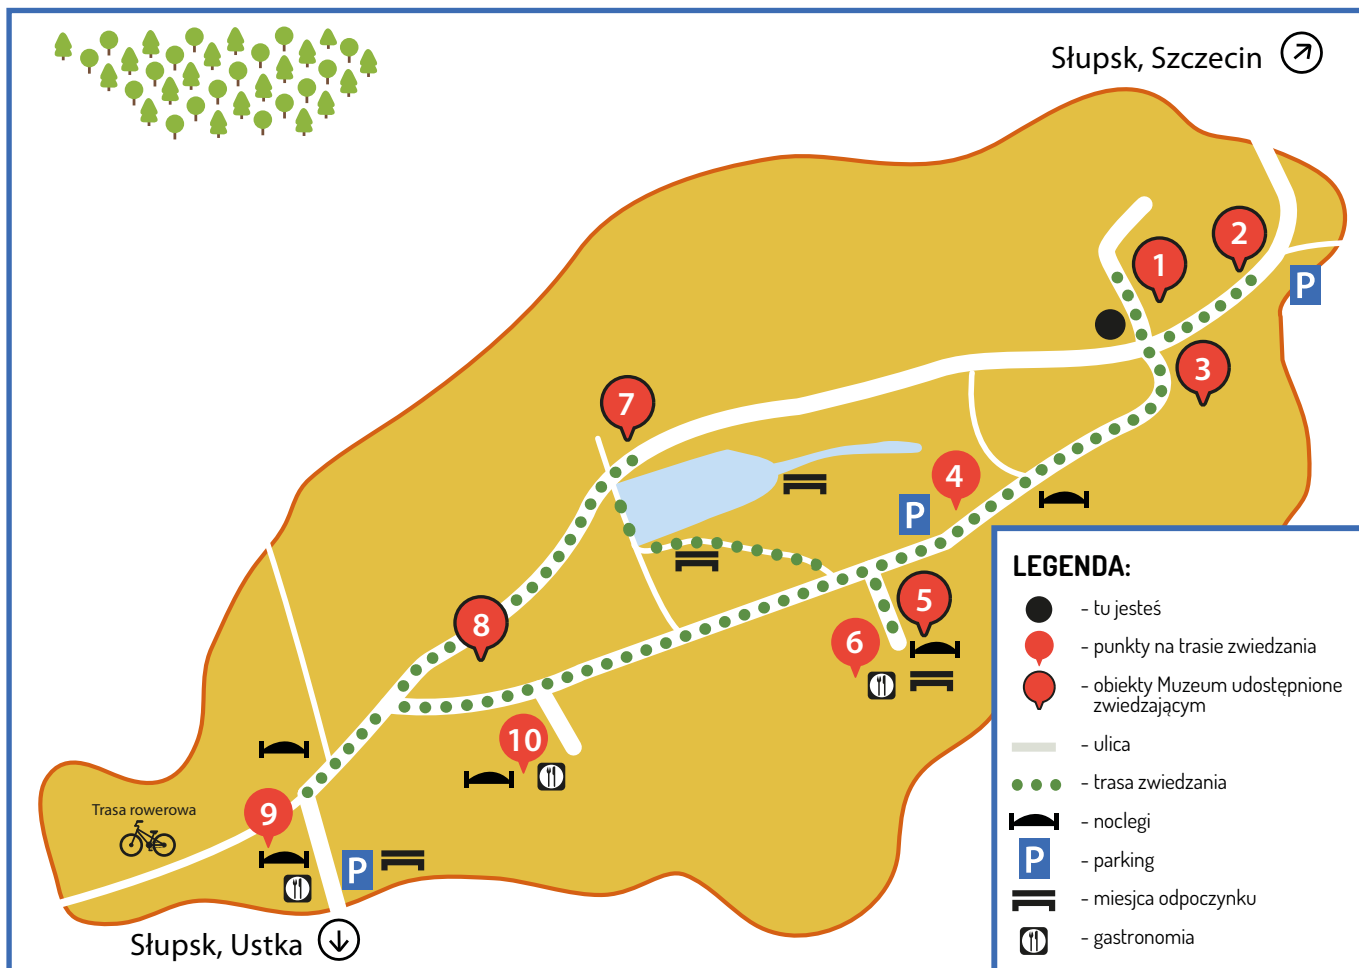 Słupsk, Szczecin
2
1
P
3
7
4
P
5
8
6
10
Trasa rowerowa
9
P
Słupsk, Ustka
LEGENDA:
- tu jesteś
- punkty na trasie zwiedzania
- obiekty Muzeum udostępnione
zwiedzającym
- ulica
- trasa zwiedzania
- noclegi
P - parking
- miesjca odpoczynku
- gastronomia